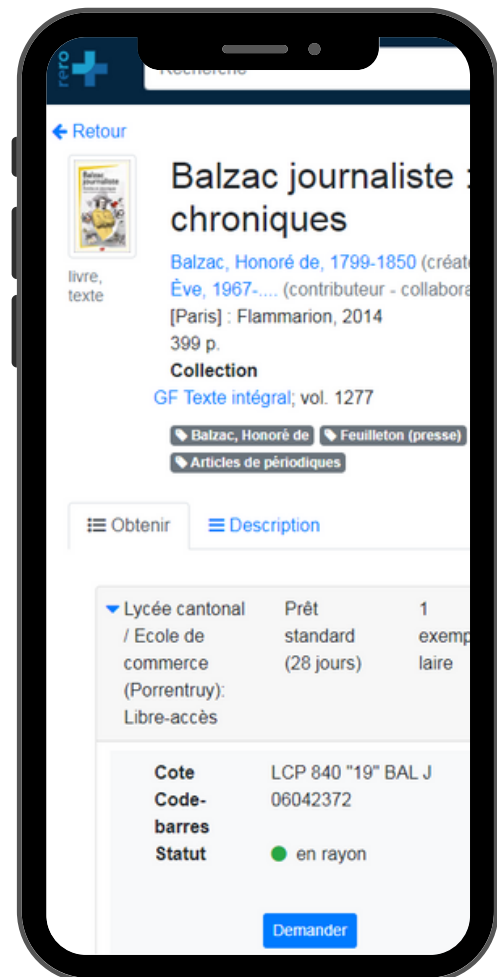 rero
Recherche
Retour
Balzac journaliste
livre,
texte
Balzac journaliste :
chroniques
Balzac, Honoré de, 1799-1850 (créat
Ève, 1967-.... (contributeur - collabora
[Paris] : Flammarion, 2014
399 p.
Collection
GF Texte intégral; vol. 1277
Balzac, Honoré de Feuilleton (presse)
Articles de périodiques
Obtenir Description
Lycée cantonal Prêt 1
/ Ecole de standard exemp
commerce (28 jours) laire
(Porrentruy):
Libre-accès
Cote LCP 840 "19" BAL J
Code- 06042372
barres
Statut en rayon
Demander